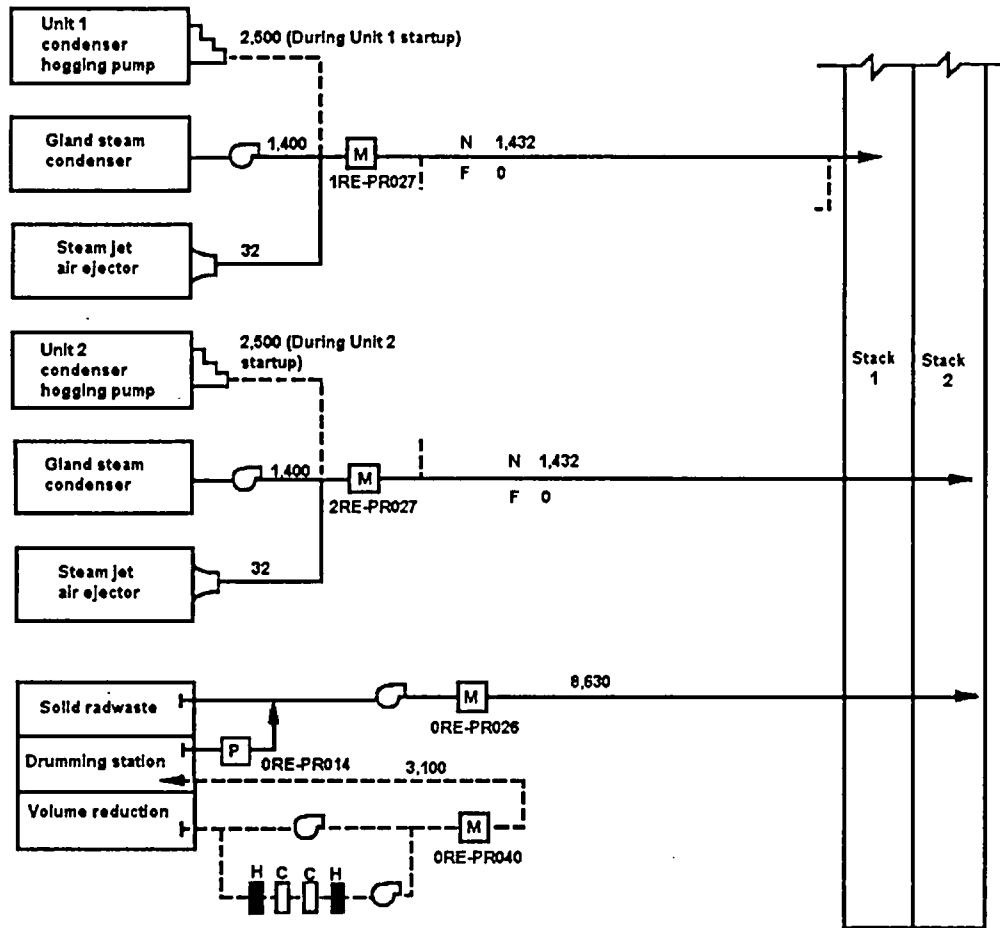 Unit 1
condenser
hogging pump
2,500 (During Unit 1 startup)
Gland steam
condenser
1,400
M
1RE-PR027
N 1,432
F 0
Steam jet
air ejector
32
Unit 2
condenser
hogging pump
2,500 (During Unit 2
startup)
Stack
1
Stack
2
Gland steam
condenser
1,400
M
2RE-PR027
N 1,432
F 0
Steam jet
air ejector
32
Solid radwaste
M
0RE-PR026
8,630
Drumming station
P
0RE-PR014
3,100
Volume reduction
M
0RE-PR040
H C C H